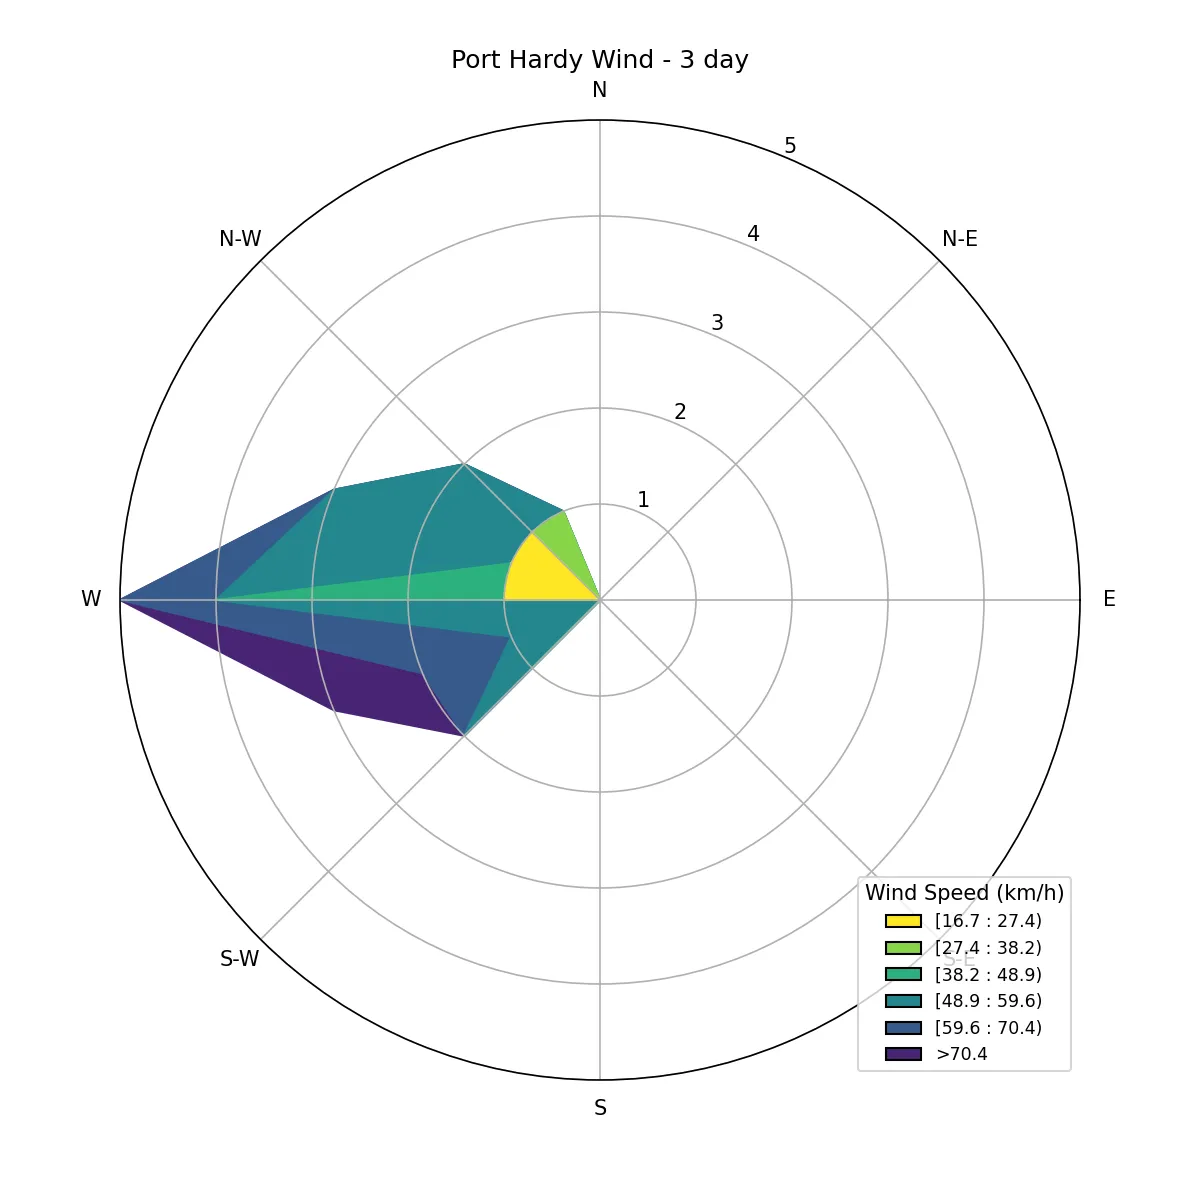 Port Hardy Wind - 3 day
N
5
N-W
4
N-E
3
2
1
W
E
S-W
S-E
S
Wind Speed (km/h)
[16.7 : 27.4)
[27.4 : 38.2)
[38.2 : 48.9)
[48.9 : 59.6)
[59.6 : 70.4)
>70.4